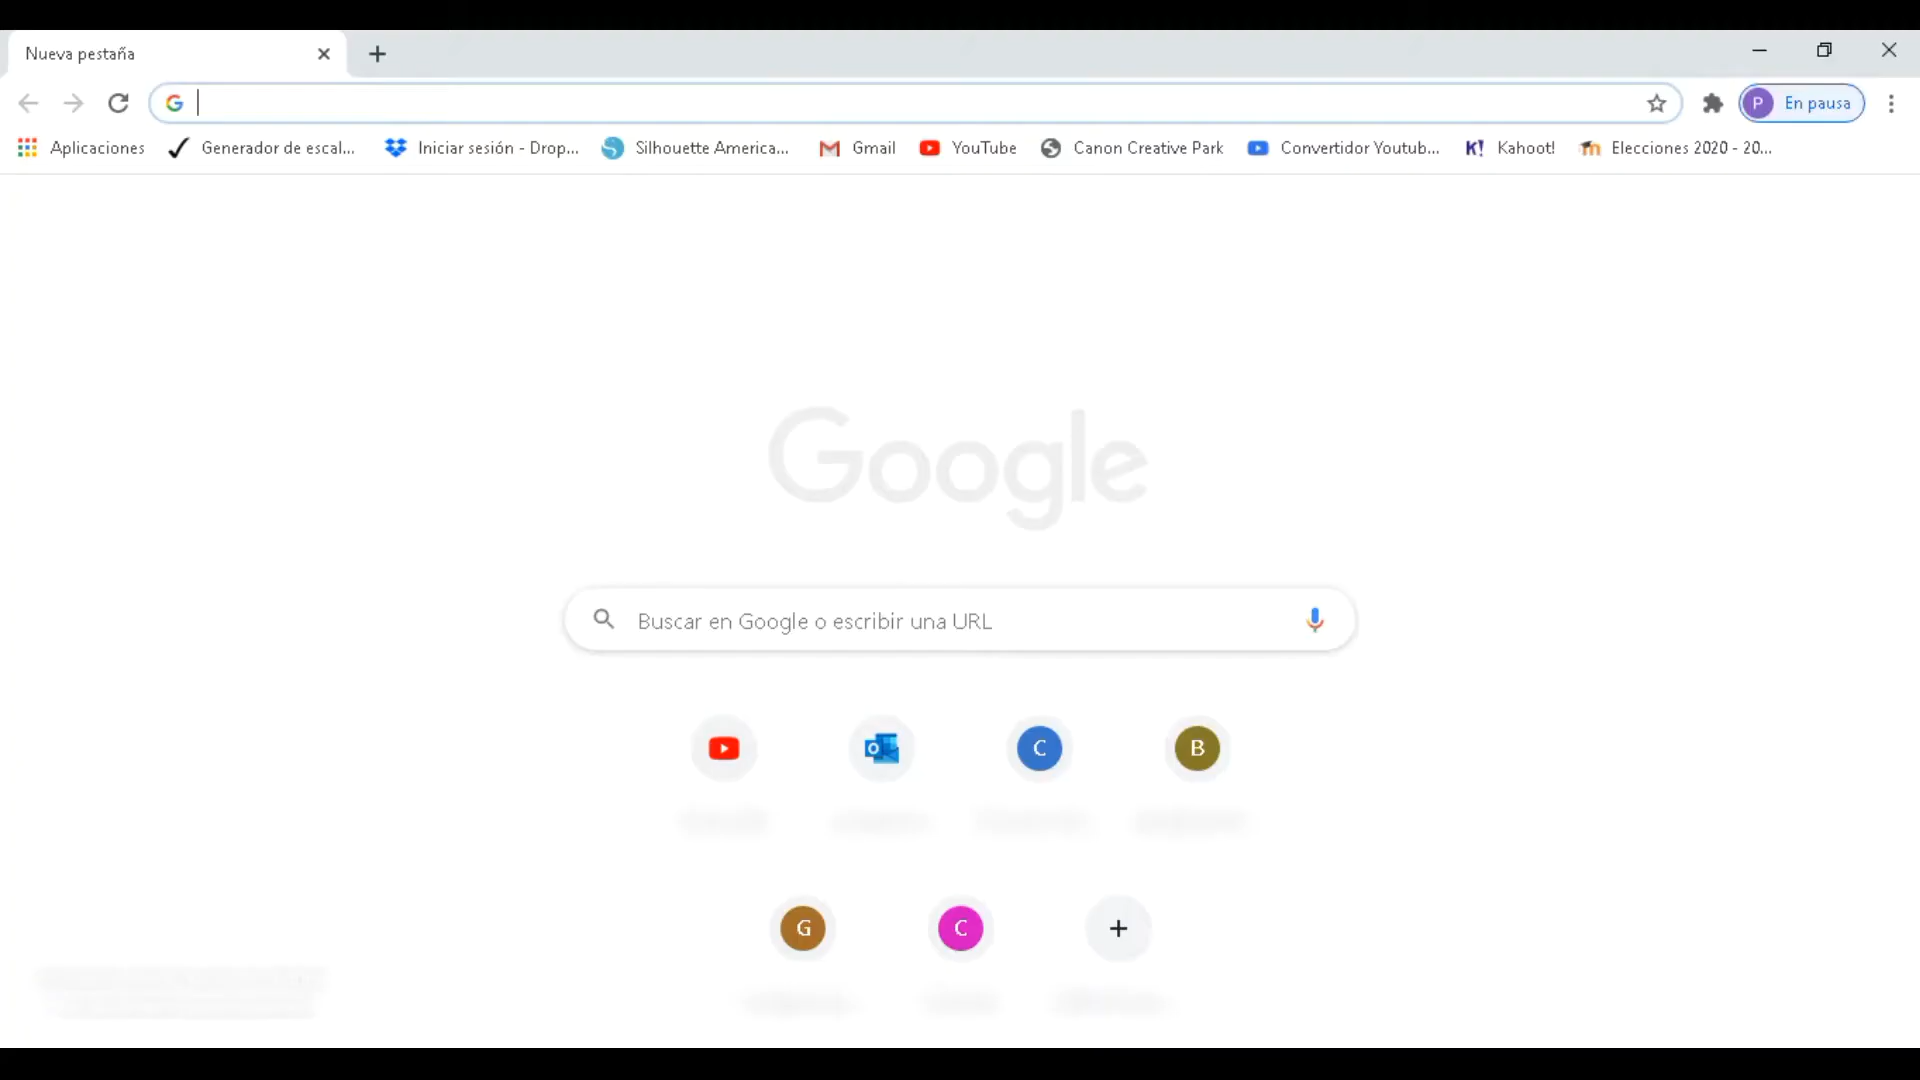 Nueva pestaña
En pausa
Aplicaciones Generador de escal... Iniciar sesión - Drop... Silhouette America... Gmail YouTube Canon Creative Park Convertidor Youtub... K! Kahoot! Elecciones 2020 - 20...
Google
Buscar en Google o escribir una URL
C B
G C